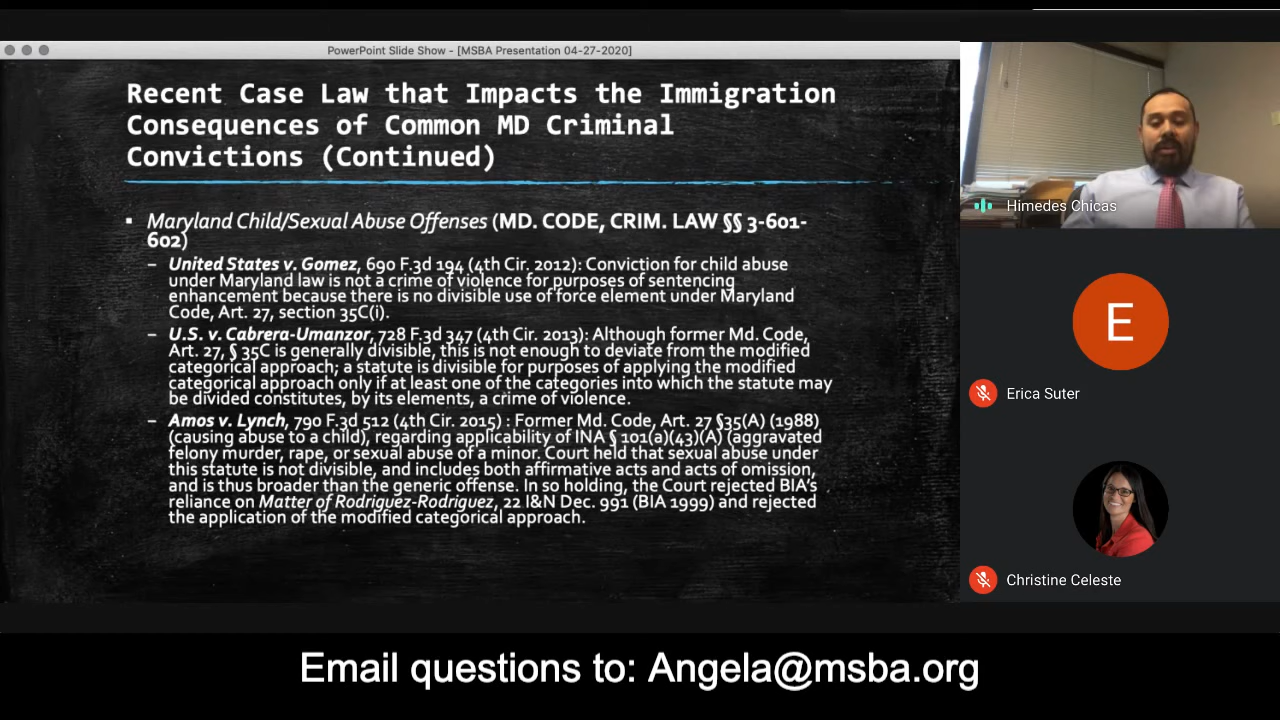 PowerPoint Slide Show - [MSBA Presentation 04-27-2020]
Recent Case Law that Impacts the Immigration
Consequences of Common MD Criminal
Convictions (Continued)
▪ Maryland Child/Sexual Abuse Offenses (MD. CODE, CRIM. LAW §§ 3-601-
602)
– United States v. Gomez, 690 F.3d 194 (4th Cir. 2012): Conviction for child abuse
under Maryland law is not a crime of violence for purposes of sentencing
enhancement because there is no divisible use of force element under Maryland
Code, Art. 27, section 35C(i).
– U.S. v. Cabrera-Umanzor, 728 F.3d 347 (4th Cir. 2013): Although former Md. Code,
Art. 27, § 35C is generally divisible, this is not enough to deviate from the modified
categorical approach; a statute is divisible for purposes of applying the modified
categorical approach only if at least one of the categories into which the statute may
be divided constitutes, by its elements, a crime of violence.
– Amos v. Lynch, 790 F.3d 512 (4th Cir. 2015) : Former Md. Code, Art. 27 §35(A) (1988)
(causing abuse to a child), regarding applicability of INA § 101(a)(43)(A) (aggravated
felony murder, rape, or sexual abuse of a minor. Court held that sexual abuse under
this statute is not divisible, and includes both affirmative acts and acts of omission,
and is thus broader than the generic offense. In so holding, the Court rejected BIA’s
reliance on Matter of Rodriguez-Rodriguez, 22 I&N Dec. 991 (BIA 1999) and rejected
the application of the modified categorical approach.
Himedes Chicas
E
Erica Suter
Christine Celeste
Email questions to: Angela@msba.org